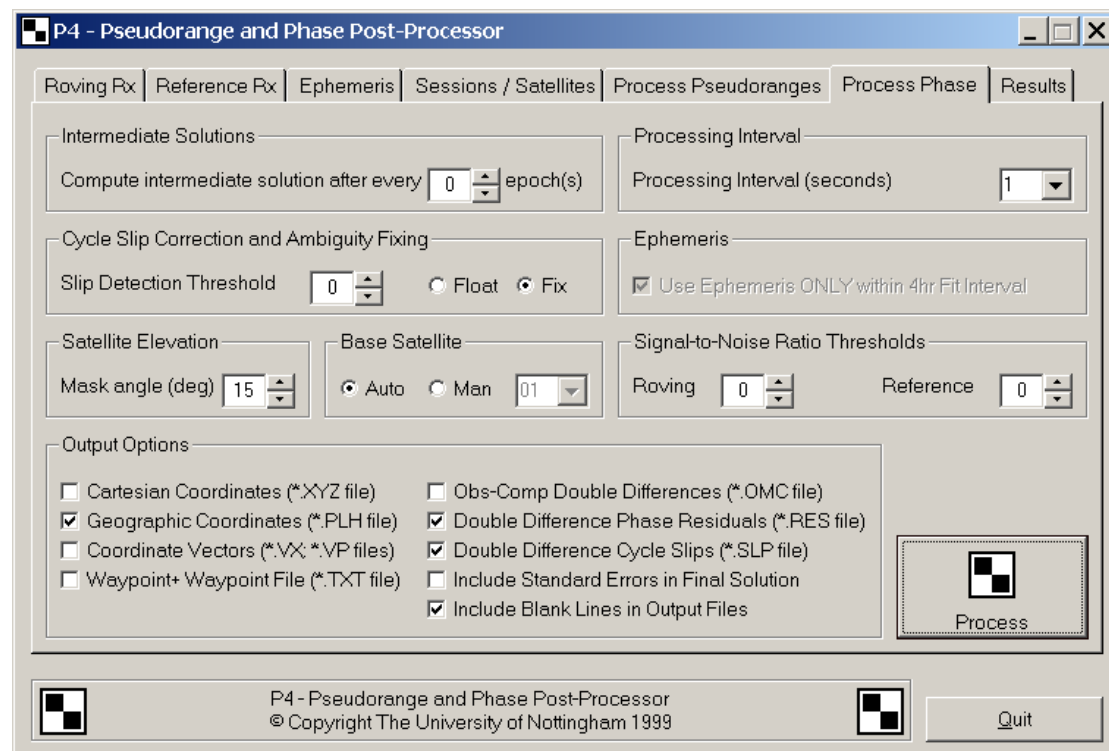 P4 - Pseudorange and Phase Post-Processor
Roving Rx Reference Rx Ephemeris Sessions / Satellites Process Pseudoranges Process Phase Results
Intermediate Solutions
Compute intermediate solution after every 0 epoch(s)
Processing Interval
Processing Interval (seconds) 1
Cycle Slip Correction and Ambiguity Fixing
Slip Detection Threshold 0 Float Fix
Ephemeris
Use Ephemeris ONLY within 4hr Fit Interval
Satellite Elevation
Mask angle (deg) 15
Base Satellite
Auto Man 01
Signal-to-Noise Ratio Thresholds
Roving 0 Reference 0
Output Options
Cartesian Coordinates (*.XYZ file)
Geographic Coordinates (*.PLH file)
Coordinate Vectors (*.VX; *.VP files)
Waypoint+ Waypoint File (*.TXT file)
Obs-Comp Double Differences (*.OMC file)
Double Difference Phase Residuals (*.RES file)
Double Difference Cycle Slips (*.SLP file)
Include Standard Errors in Final Solution
Include Blank Lines in Output Files
Process
P4 - Pseudorange and Phase Post-Processor
© Copyright The University of Nottingham 1999
Quit